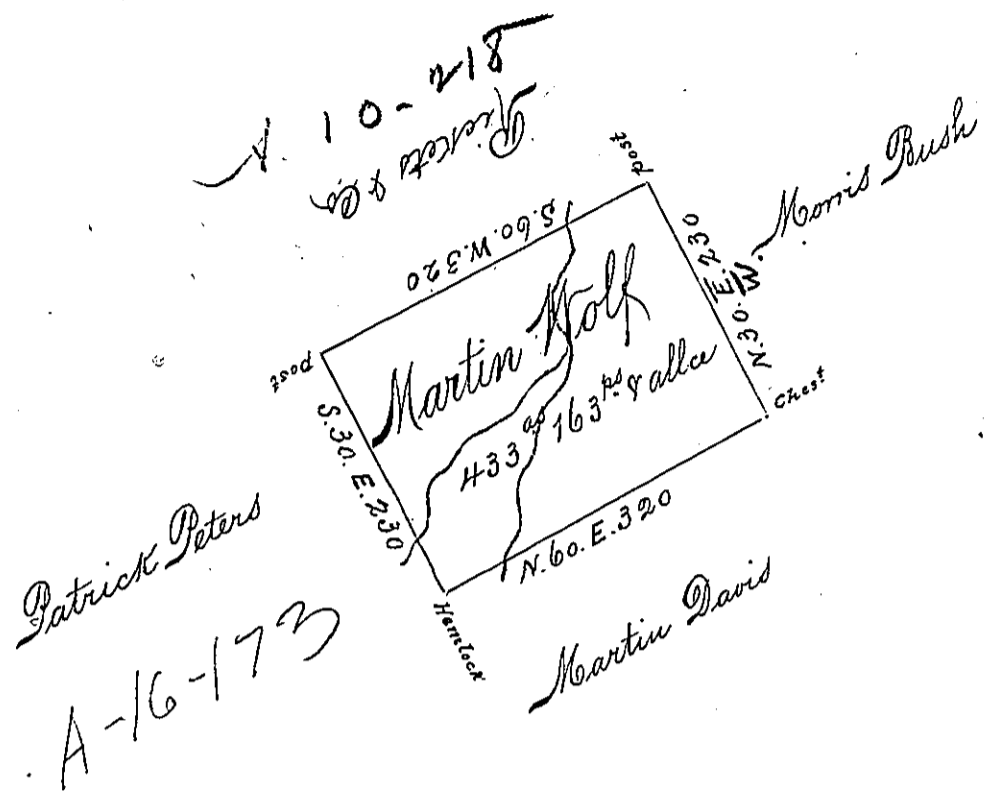 A. 10-218
Rickets & Co
post
S. 60. W. 320
post
Morris Bush
N. 30. E. 230
W.
Martin Wolf
433 as 163 ps & allce
Chest
S. 30. E. 230
N. 60. E. 320
Patrick Peters
Hemlock
Martin Davis
A-16-173